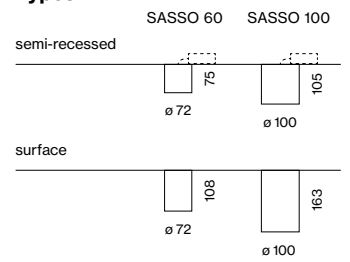 SASSO 60 SASSO 100
semi-recessed
75 105
ø 72
ø 100
surface
108 163
ø 72
ø 100